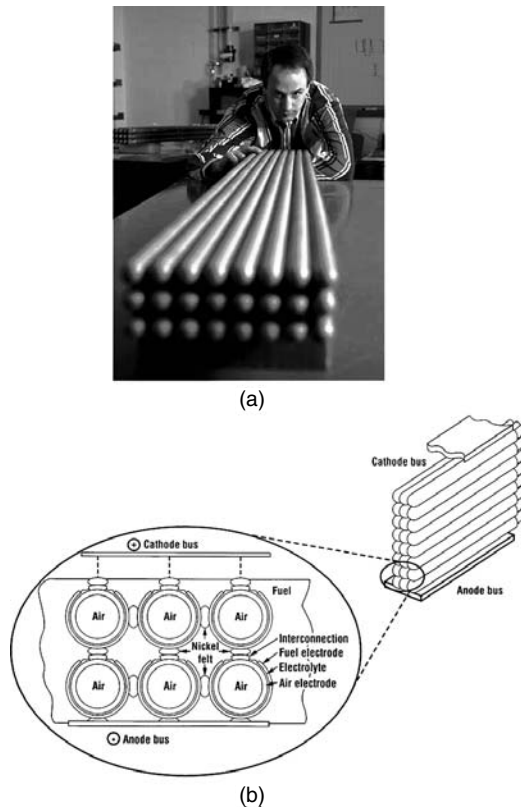 (a)
Cathode bus
Anode bus
⊕ Cathode bus
Fuel
Air Air Air
Nickel
felt
Interconnection
Fuel electrode
Electrolyte
Air electrode
Air Air Air
⊙ Anode bus
(b)